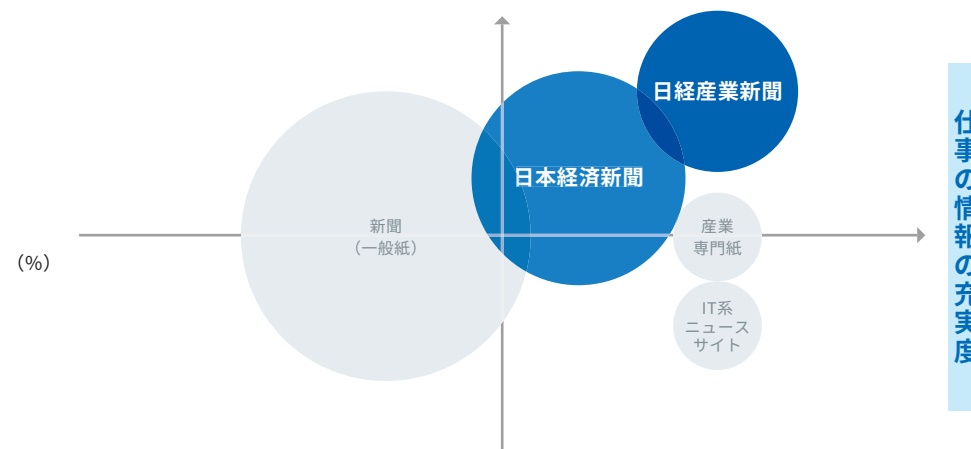 日経産業新聞
日本経済新聞
新聞
（一般紙）
産業
専門紙
（%）
IT系
ニュース
サイト
仕事の情報の充実度